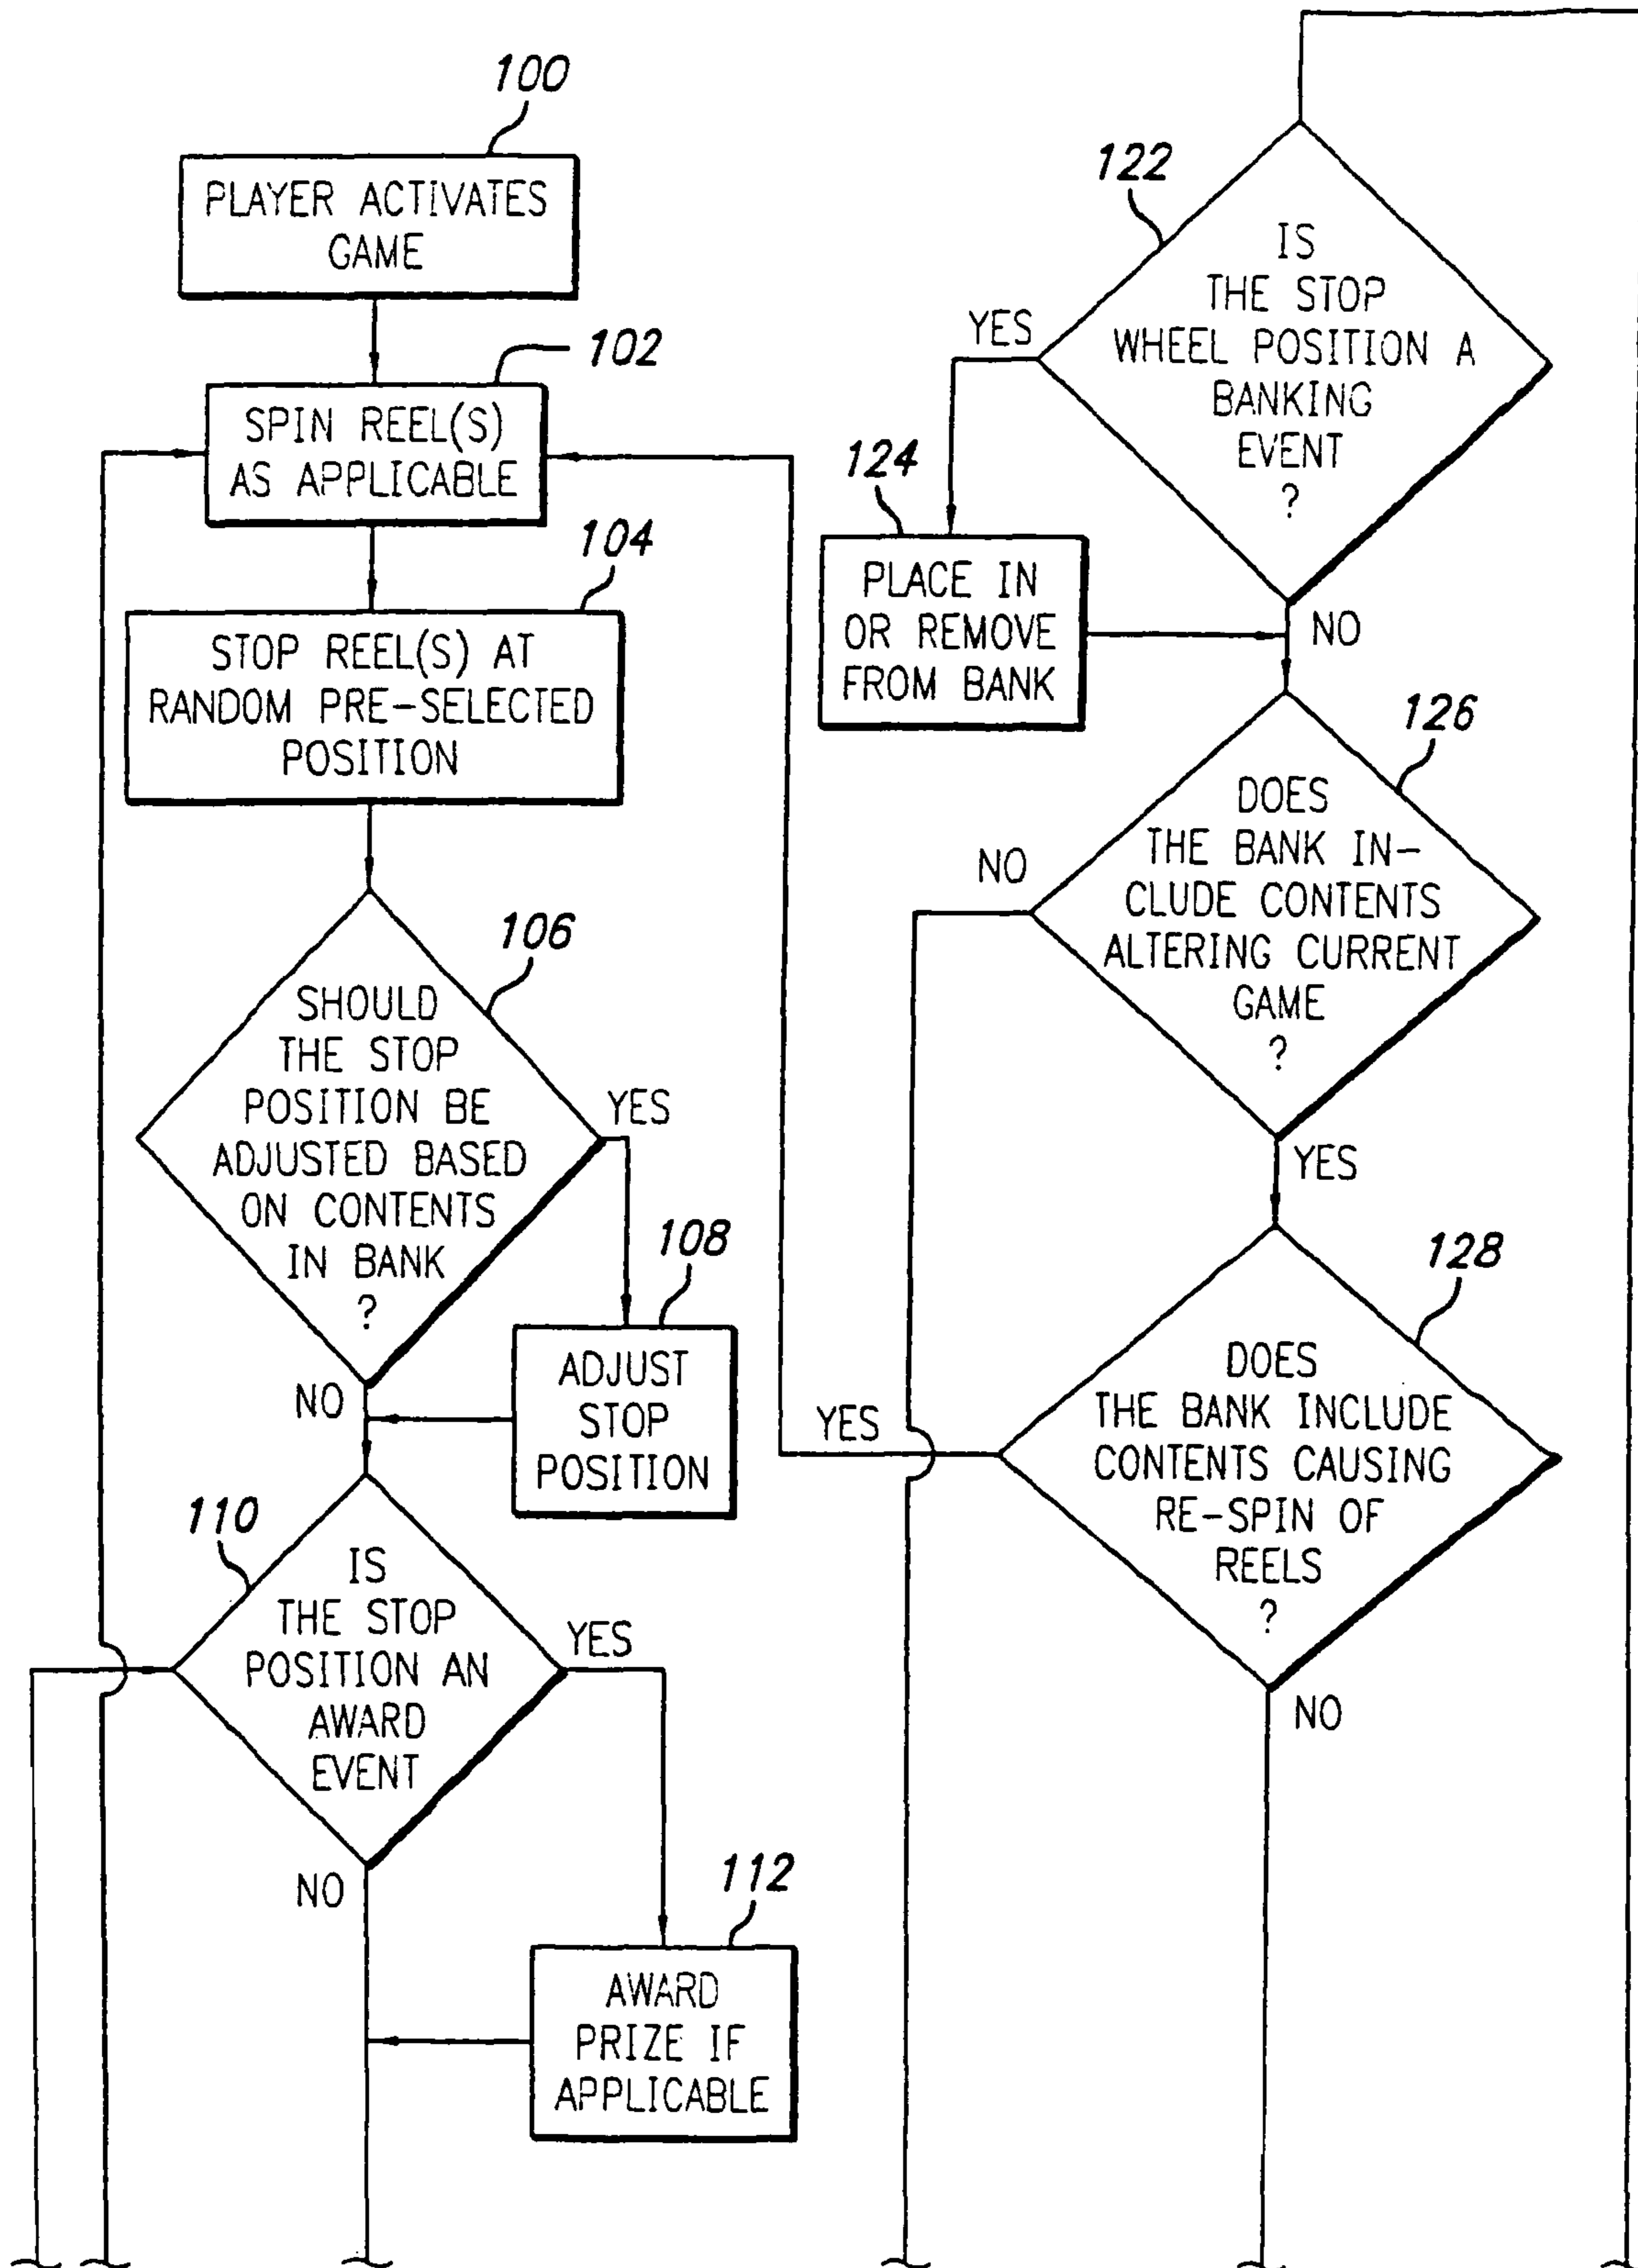 100
PLAYER ACTIVATES
GAME
102
SPIN REEL(S)
AS APPLICABLE
104
STOP REEL(S) AT
RANDOM PRE-SELECTED
POSITION
106
SHOULD
THE STOP
POSITION BE
ADJUSTED BASED
ON CONTENTS
IN BANK
?
YES
NO
108
ADJUST
STOP
POSITION
110
IS
THE STOP
POSITION AN
AWARD
EVENT
YES
NO
112
AWARD
PRIZE IF
APPLICABLE
122
IS
THE STOP
WHEEL POSITION A
BANKING
EVENT
?
YES
NO
124
PLACE IN
OR REMOVE
FROM BANK
126
DOES
THE BANK IN-
CLUDE CONTENTS
ALTERING CURRENT
GAME
?
NO
YES
128
DOES
THE BANK INCLUDE
CONTENTS CAUSING
RE-SPIN OF
REELS
?
YES
NO